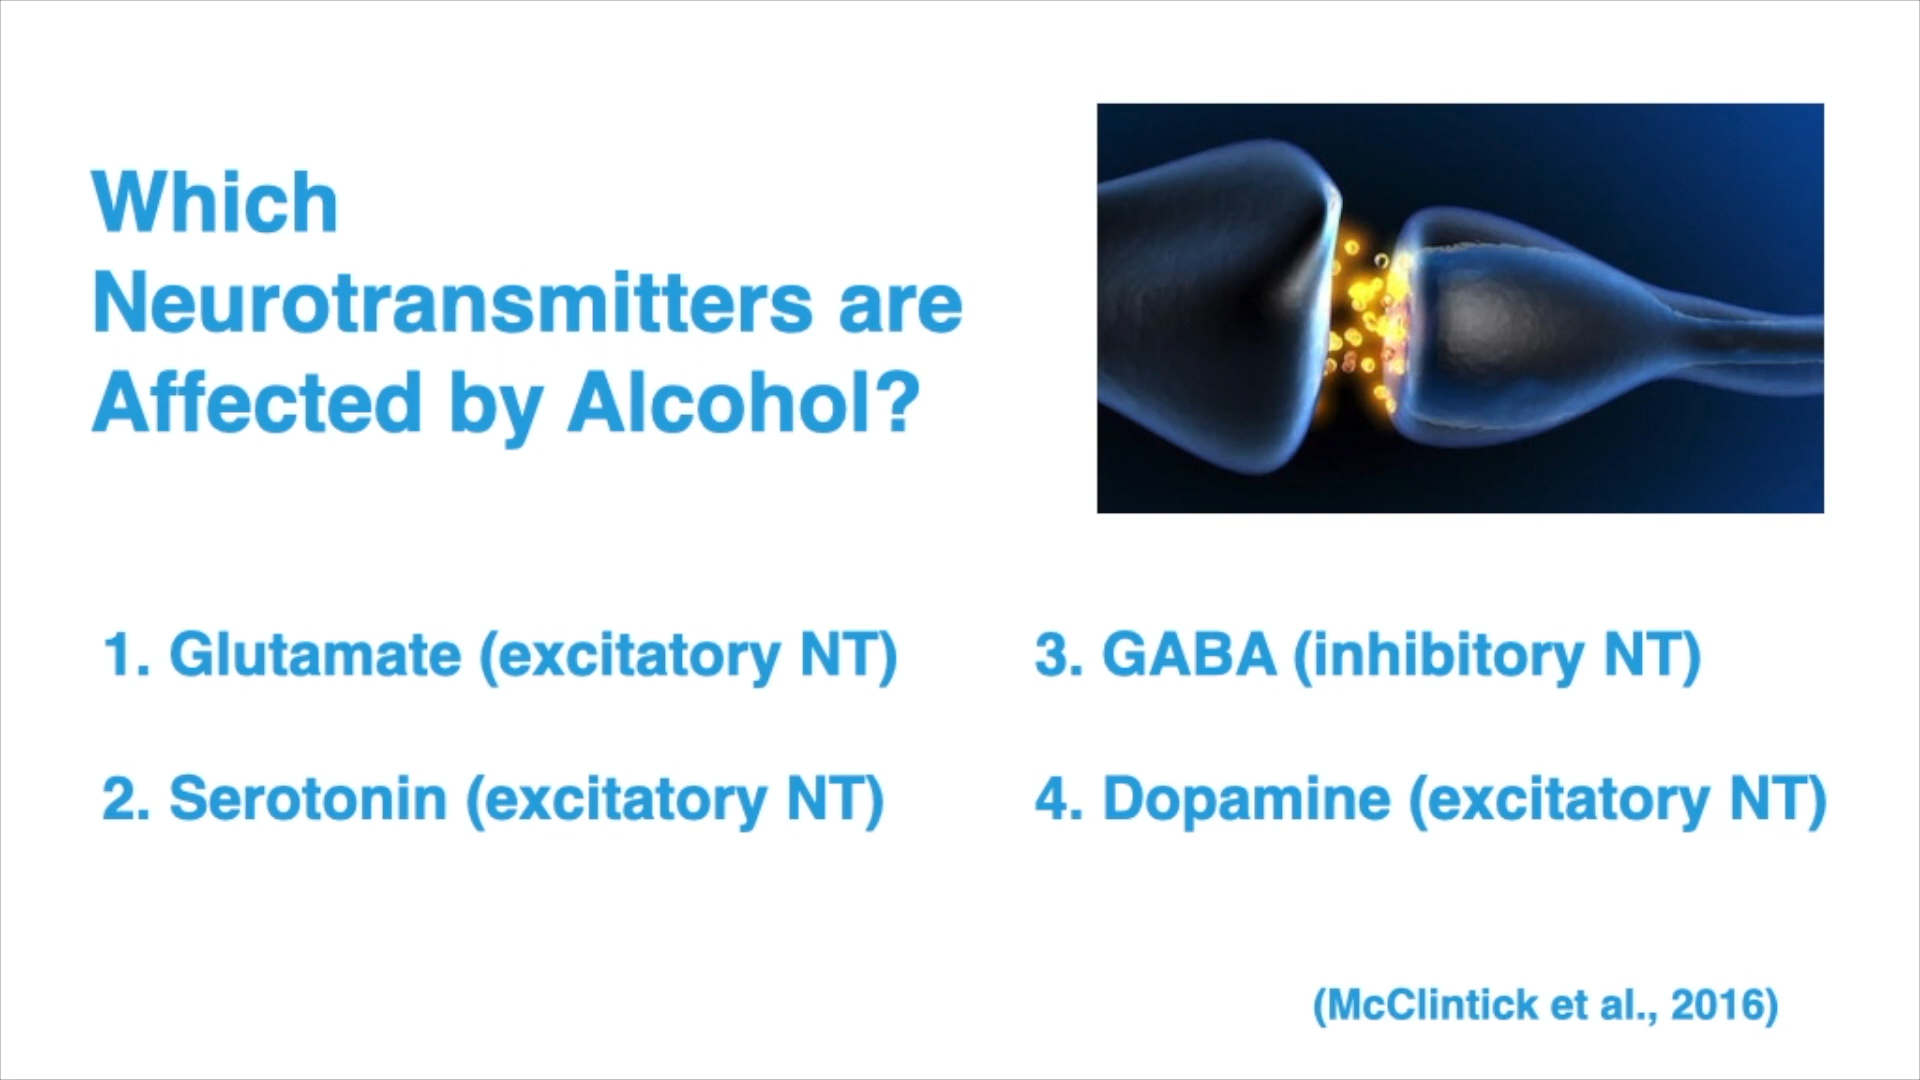 Which
Neurotransmitters are
Affected by Alcohol?
1. Glutamate (excitatory NT)
2. Serotonin (excitatory NT)
3. GABA (inhibitory NT)
4. Dopamine (excitatory NT)
(McClintick et al., 2016)